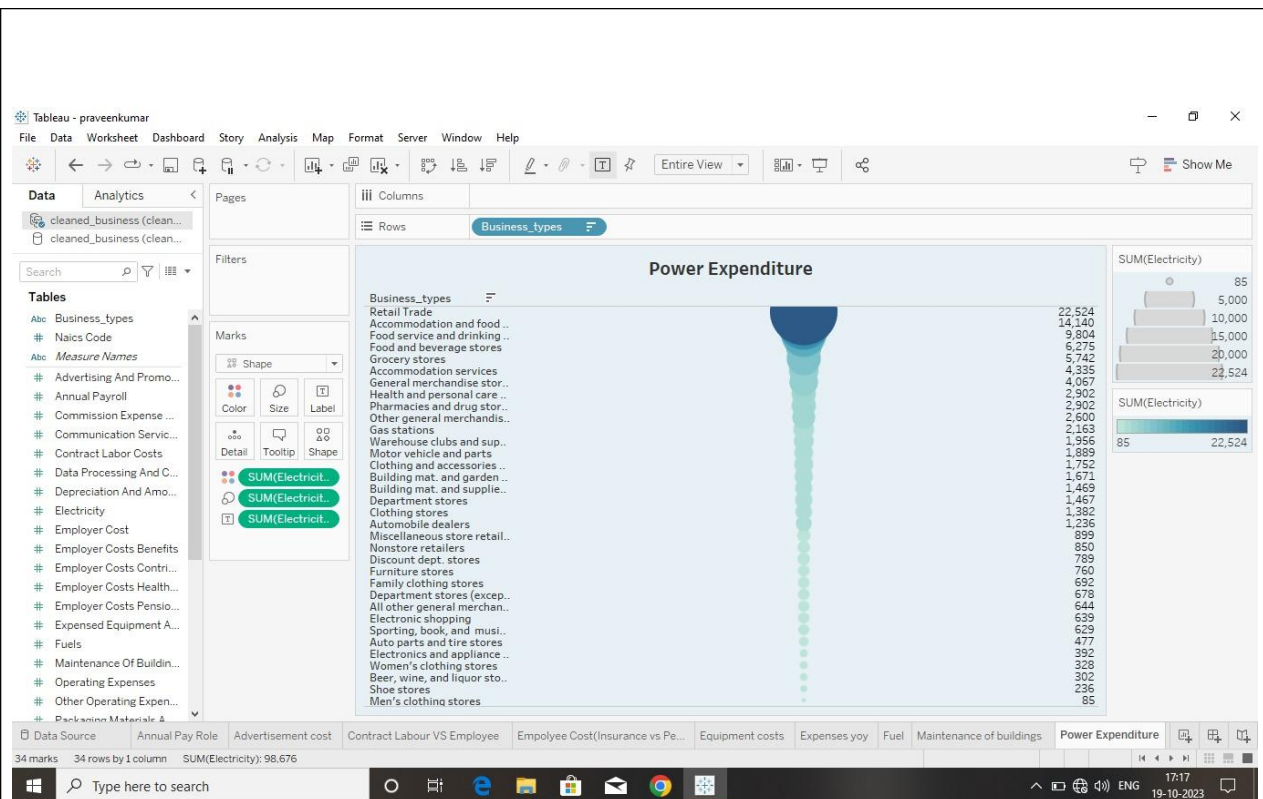 Tableau - praveenkumar
File Data Worksheet Dashboard Story Analysis Map Format Server Window Help
Entire View
Show Me
Data Analytics
cleaned_business (clean...
cleaned_business (clean...
Search
Tables
Abc Business_types
# Naics Code
Abc Measure Names
# Advertising And Promo...
# Annual Payroll
# Commission Expense ...
# Communication Servic...
# Contract Labor Costs
# Data Processing And C...
# Depreciation And Amo...
# Electricity
# Employer Cost
# Employer Costs Benefits
# Employer Costs Contri...
# Employer Costs Health...
# Employer Costs Pensio...
# Expensed Equipment A...
# Fuels
# Maintenance Of Buildin...
# Operating Expenses
# Other Operating Expen...
# Packaging Materials A
Pages
Filters
Marks
Shape
Color Size Label
Detail Tooltip Shape
SUM(Electricit..
SUM(Electricit..
SUM(Electricit..
Columns
Rows Business_types
Power Expenditure
Business_types
Retail Trade 22,524
Accommodation and food .. 14,140
Food service and drinking .. 9,804
Food and beverage stores 6,275
Grocery stores 5,742
Accommodation services 4,335
General merchandise stor.. 4,067
Health and personal care .. 2,902
Pharmacies and drug stor.. 2,902
Other general merchandis.. 2,600
Gas stations 2,163
Warehouse clubs and sup.. 1,956
Motor vehicle and parts 1,889
Clothing and accessories .. 1,752
Building mat. and garden .. 1,671
Building mat. and supplie.. 1,469
Department stores 1,467
Clothing stores 1,382
Automobile dealers 1,236
Miscellaneous store retail.. 899
Nonstore retailers 850
Discount dept. stores 789
Furniture stores 760
Family clothing stores 692
Department stores (excep.. 678
All other general merchan.. 644
Electronic shopping 639
Sporting, book, and musi.. 629
Auto parts and tire stores 477
Electronics and appliance .. 392
Women's clothing stores 328
Beer, wine, and liquor sto.. 302
Shoe stores 236
Men's clothing stores 85
SUM(Electricity)
85
5,000
10,000
15,000
20,000
22,524
SUM(Electricity)
85 22,524
Data Source Annual Pay Role Advertisement cost Contract Labour VS Employee Empolyee Cost(Insurance vs Pe... Equipment costs Expenses yoy Fuel Maintenance of buildings Power Expenditure
34 marks 34 rows by 1 column SUM(Electricity): 98,676
Type here to search
ENG
17:17
19-10-2023